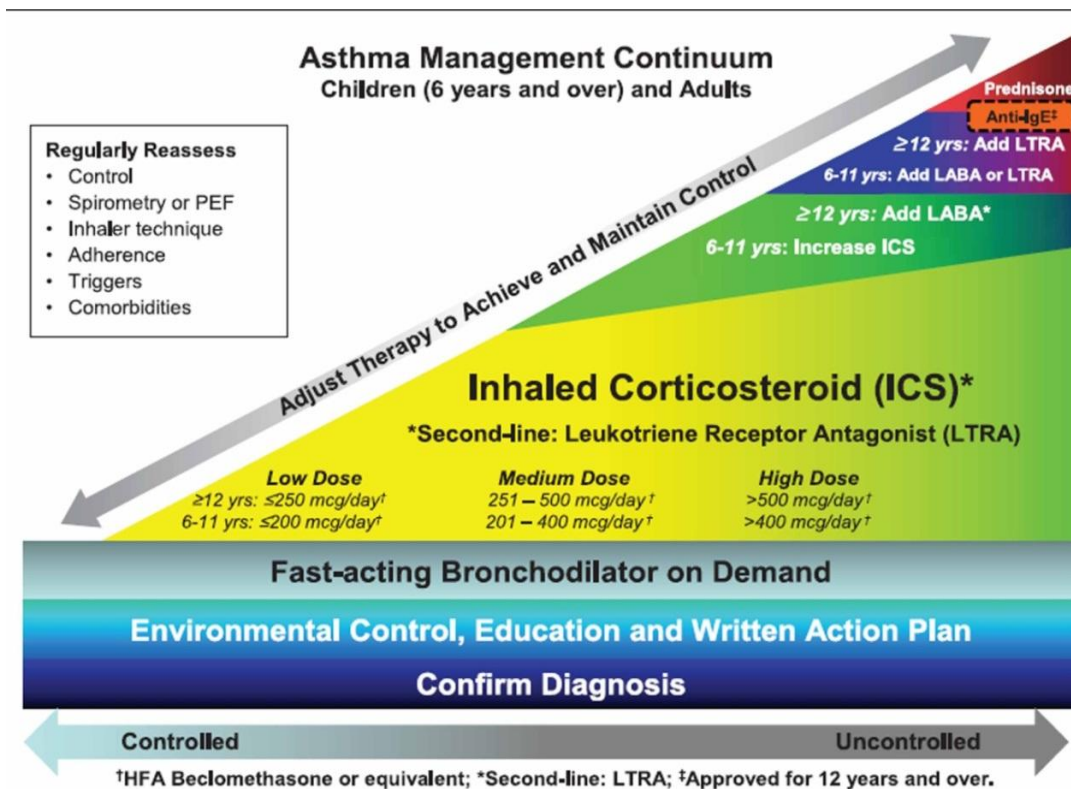 Asthma Management Continuum
Children (6 years and over) and Adults
Regularly Reassess
• Control
• Spirometry or PEF
• Inhaler technique
• Adherence
• Triggers
• Comorbidities
Adjust Therapy to Achieve and Maintain Control
Prednisone
Anti-IgE‡
≥12 yrs: Add LTRA
6-11 yrs: Add LABA or LTRA
≥12 yrs: Add LABA*
6-11 yrs: Increase ICS
Inhaled Corticosteroid (ICS)*
*Second-line: Leukotriene Receptor Antagonist (LTRA)
Low Dose Medium Dose High Dose
≥12 yrs: ≤250 mcg/day† 251 – 500 mcg/day† >500 mcg/day†
6-11 yrs: ≤200 mcg/day† 201 – 400 mcg/day† >400 mcg/day†
Fast-acting Bronchodilator on Demand
Environmental Control, Education and Written Action Plan
Confirm Diagnosis
Controlled Uncontrolled
†HFA Beclomethasone or equivalent; *Second-line: LTRA; ‡Approved for 12 years and over.